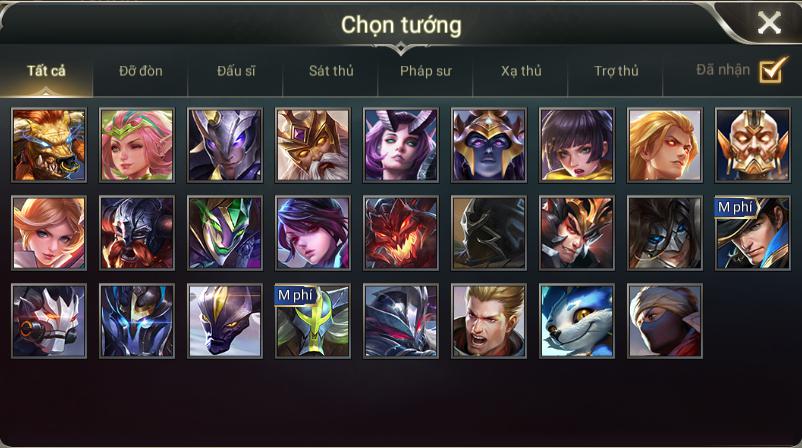 Chọn tướng
Tất cả Đỡ đòn Đấu sĩ Sát thủ Pháp sư Xạ thủ Trợ thủ Đã nhận
M phí
M phí